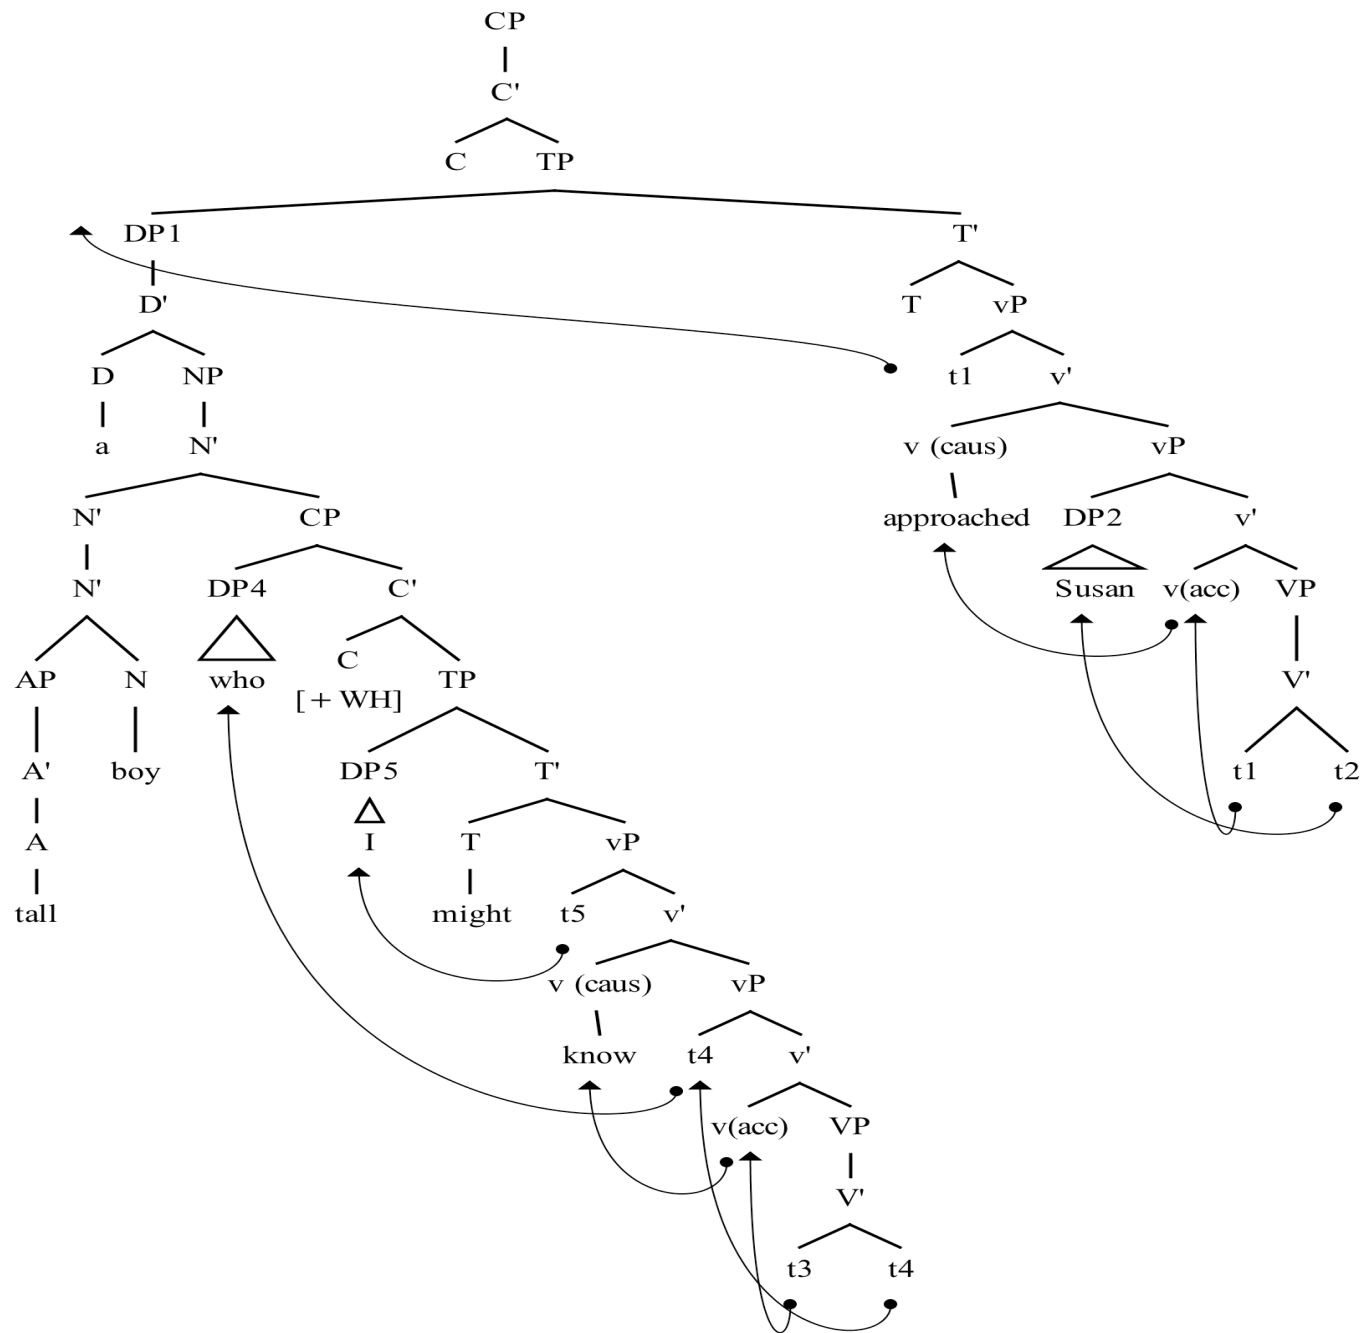 CP
C'
C TP
DP1 T'
D' T vP
D NP t1 v'
a N' v (caus) vP
N' CP approached DP2 v'
N' DP4 C' Susan v(acc) VP
AP N who C TP V'
[+WH]
A' boy DP5 T' t1 t2
A I T vP
tall might t5 v'
v (caus) vP
know t4 v'
v(acc) VP
V'
t3 t4